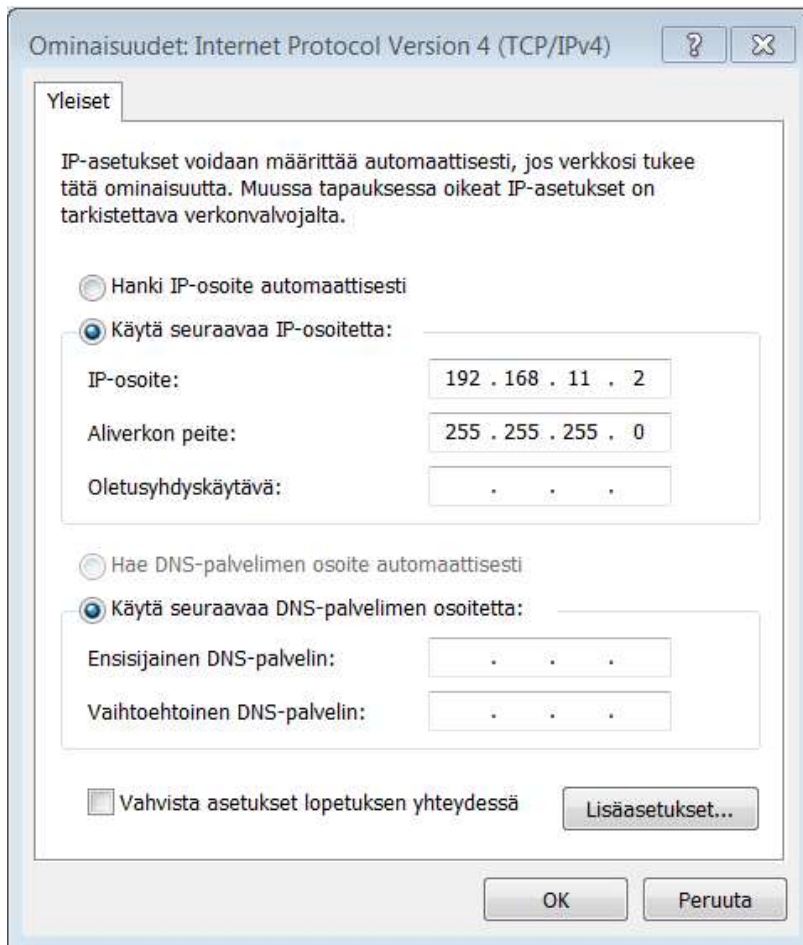 Ominaisuudet: Internet Protocol Version 4 (TCP/IPv4)
Yleiset
IP-asetukset voidaan määrittää automaattisesti, jos verkkosi tukee
tätä ominaisuutta. Muussa tapauksessa oikeat IP-asetukset on
tarkistettava verkonvalvojalta.
Hanki IP-osoite automaattisesti
Käytä seuraavaa IP-osoitetta:
IP-osoite: 192 . 168 . 11 . 2
Aliverkon peite: 255 . 255 . 255 . 0
Oletusyhdyskäytävä: . . .
Hae DNS-palvelimen osoite automaattisesti
Käytä seuraavaa DNS-palvelimen osoitetta:
Ensisijainen DNS-palvelin: . . .
Vaihtoehtoinen DNS-palvelin: . . .
Vahvista asetukset lopetuksen yhteydessä Lisäasetukset...
OK Peruuta